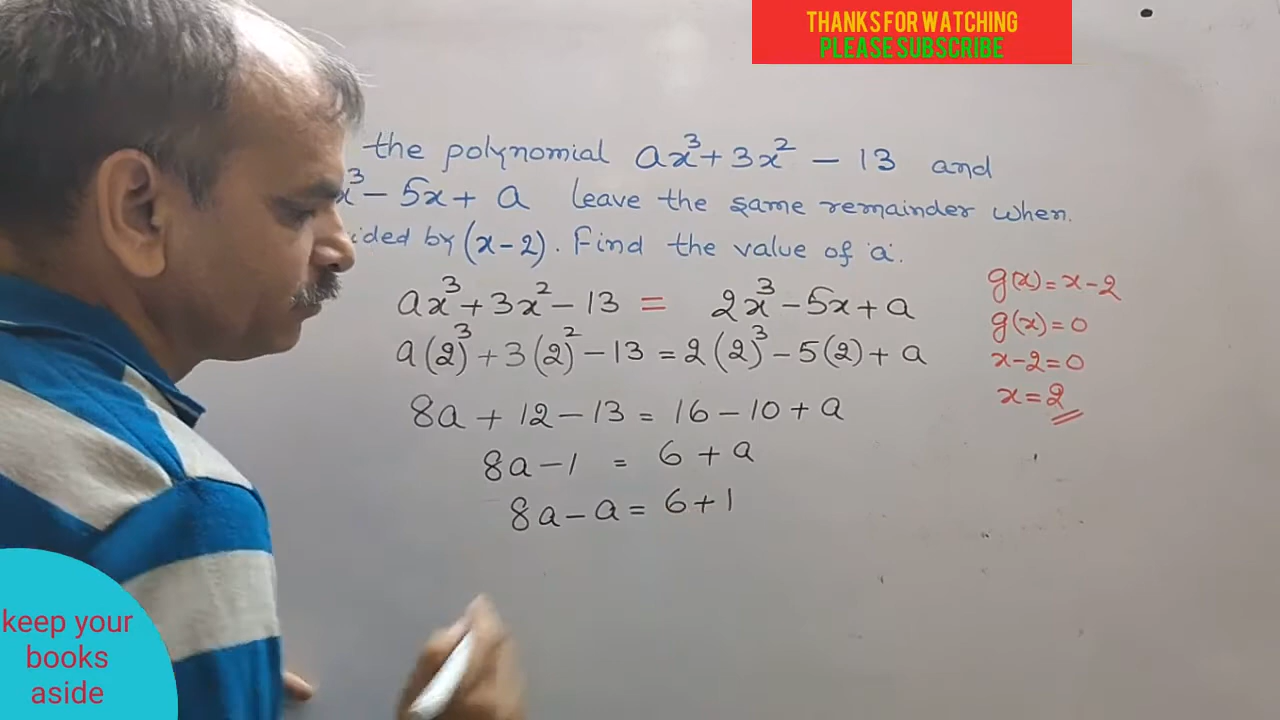 THANKS FOR WATCHING
PLEASE SUBSCRIBE
the polynomial ax³ + 3x² - 13 and
x³ - 5x + a leave the same remainder when
ided by (x-2). Find the value of 'a'.
ax³ + 3x² - 13 = 2x³ - 5x + a
a(2)³ + 3(2)² - 13 = 2(2)³ - 5(2) + a
8a + 12 - 13 = 16 - 10 + a
8a - 1 = 6 + a
8a - a = 6 + 1
g(x) = x - 2
g(x) = 0
x - 2 = 0
x = 2
keep your
books
aside